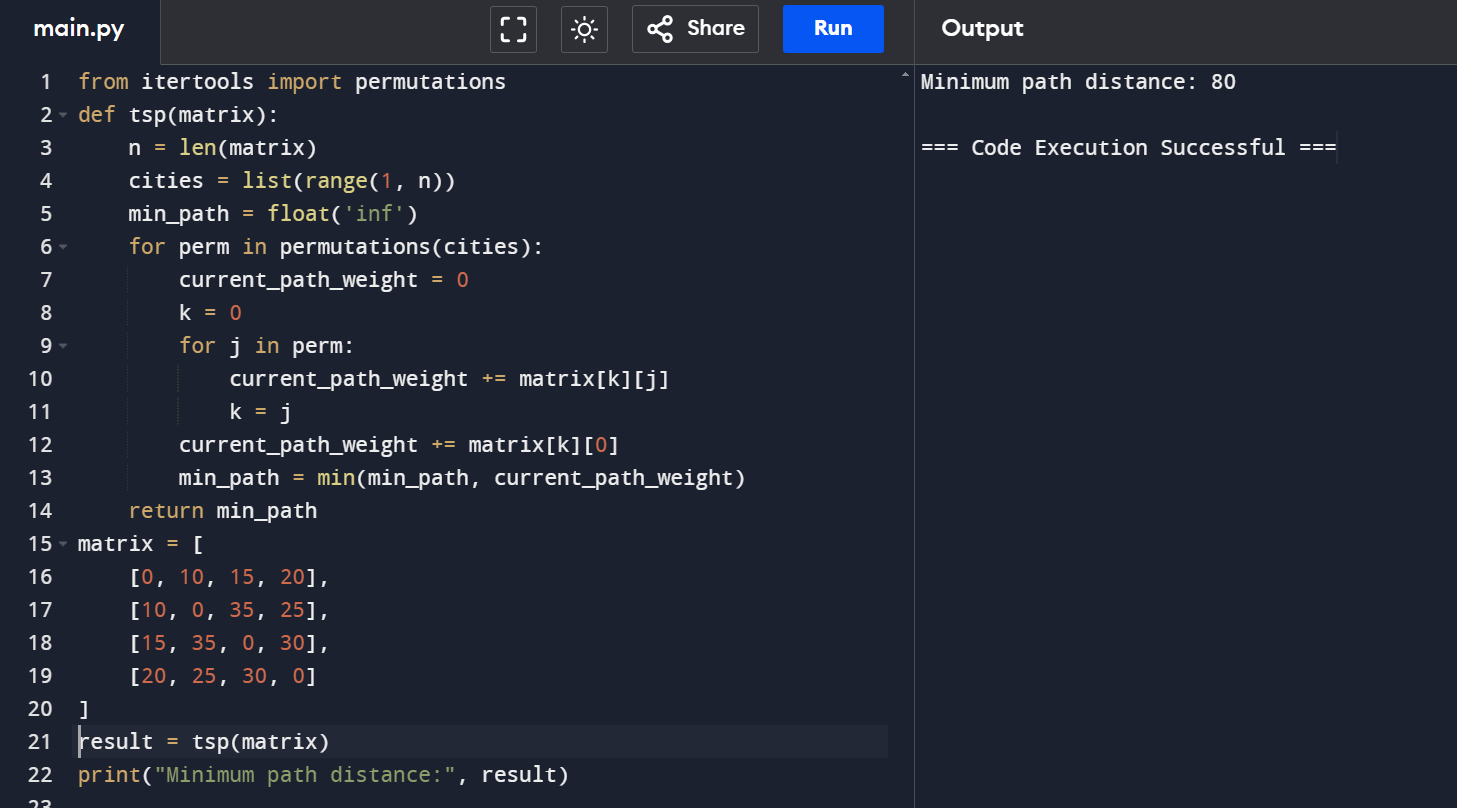 main.py Share Run Output
1 from itertools import permutations
2 def tsp(matrix):
3     n = len(matrix)
4     cities = list(range(1, n))
5     min_path = float('inf')
6     for perm in permutations(cities):
7         current_path_weight = 0
8         k = 0
9         for j in perm:
10             current_path_weight += matrix[k][j]
11             k = j
12         current_path_weight += matrix[k][0]
13         min_path = min(min_path, current_path_weight)
14     return min_path
15 matrix = [
16     [0, 10, 15, 20],
17     [10, 0, 35, 25],
18     [15, 35, 0, 30],
19     [20, 25, 30, 0]
20 ]
21 result = tsp(matrix)
22 print("Minimum path distance:", result)
23
Minimum path distance: 80
=== Code Execution Successful ===